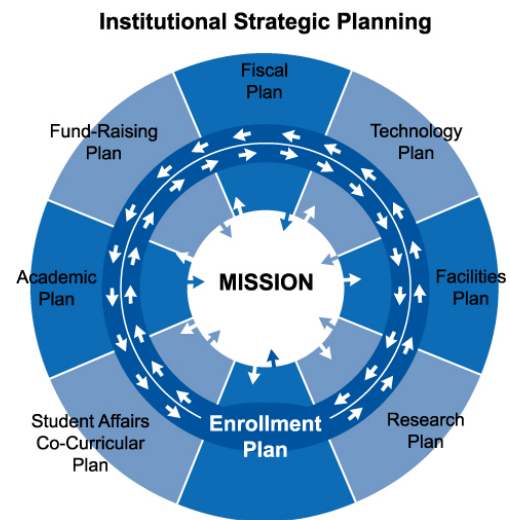 Institutional Strategic Planning
Fiscal
Plan
Fund-Raising
Plan
Technology
Plan
Academic
Plan
MISSION
Facilities
Plan
Student Affairs
Co-Curricular
Plan
Enrollment
Plan
Research
Plan